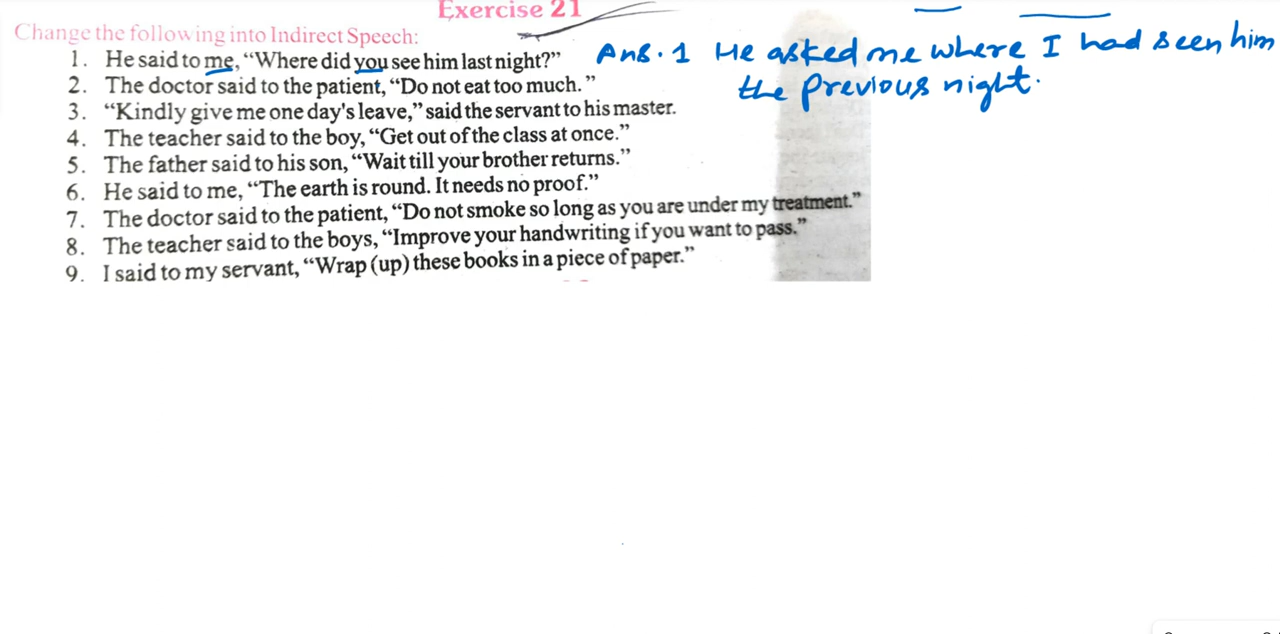 Exercise 21
Change the following into Indirect Speech:
1. He said to me, “Where did you see him last night?”
Ans. 1 He asked me where I had seen him
the previous night.
2. The doctor said to the patient, “Do not eat too much. ”
3. “Kindly give me one day's leave,” said the servant to his master.
4. The teacher said to the boy, “Get out of the class at once.”
5. The father said to his son, “Wait till your brother returns.”
6. He said to me, “The earth is round. It needs no proof.”
7. The doctor said to the patient, “Do not smoke so long as you are under my treatment.”
8. The teacher said to the boys, “Improve your handwriting if you want to pass.”
9. I said to my servant, “Wrap (up) these books in a piece of paper.”